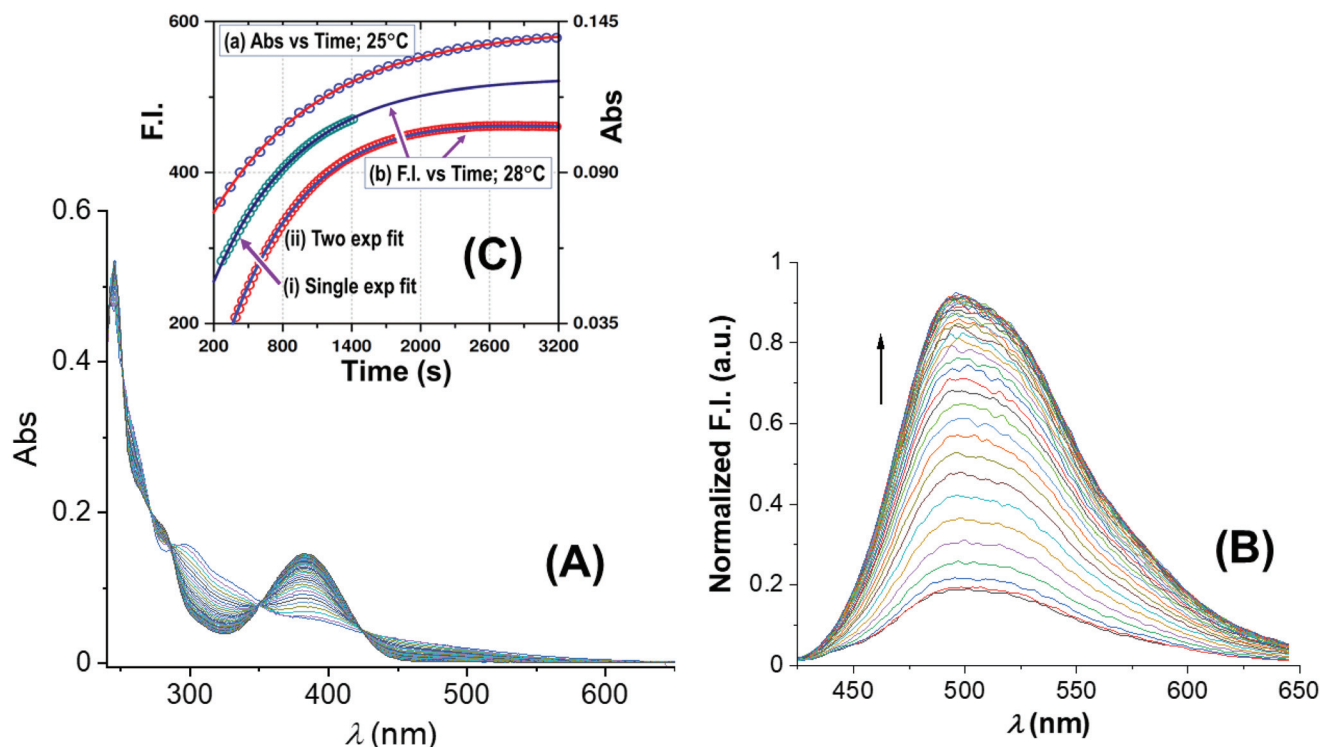 600
0.145
(a) Abs vs Time; 25°C
F.I.
Abs
400
0.090
(b) F.I. vs Time; 28°C
(ii) Two exp fit
(C)
(i) Single exp fit
200
0.035
200 800 1400 2000 2600 3200
Time (s)
0.6
0.4
Abs
0.2
(A)
0
300 400 500 600
λ (nm)
1
0.8
Normalized F.I. (a.u.)
0.6
0.4
(B)
0.2
0
450 500 550 600 650
λ (nm)